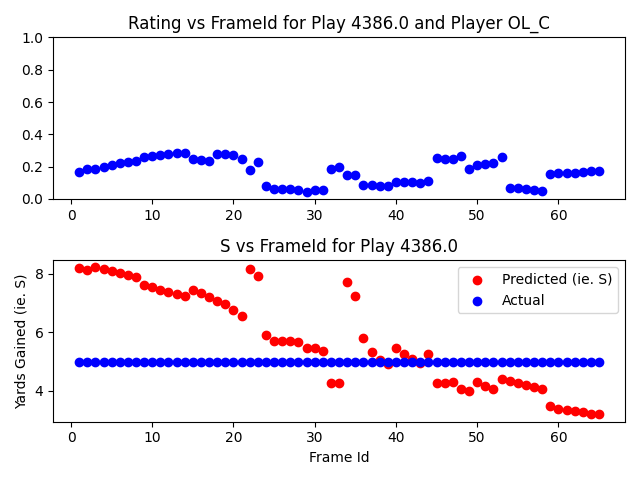 Rating vs FrameId for Play 4386.0 and Player OL_C
1.0
0.8
0.6
0.4
0.2
0.0
0 10 20 30 40 50 60
S vs FrameId for Play 4386.0
Yards Gained (ie. S)
8
6
4
Predicted (ie. S)
Actual
0 10 20 30 40 50 60
Frame Id